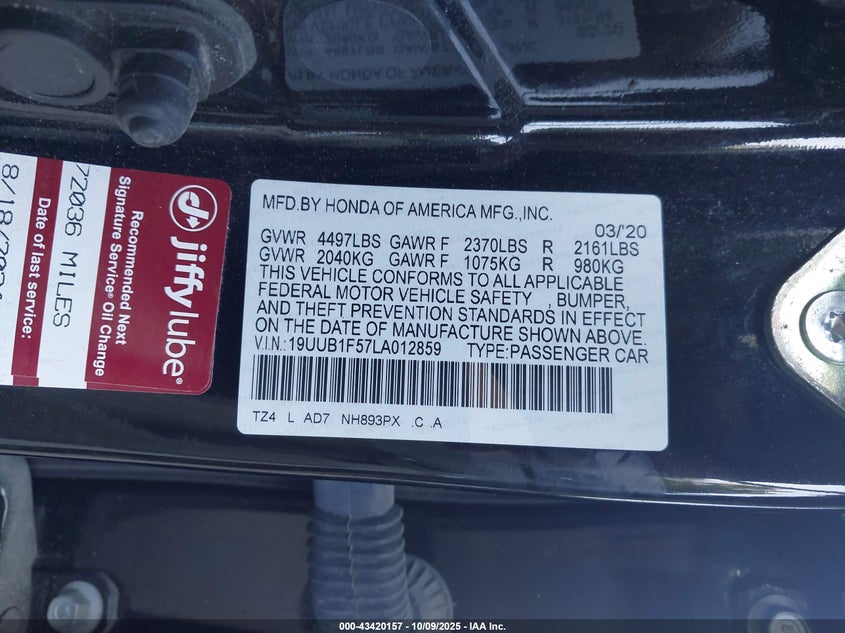 MFD.BY HONDA OF AMERICA MFG.,INC.
03/'20
GVWR 4497LBS GAWR F 2370LBS R 2161LBS
GVWR 2040KG GAWR F 1075KG R 980KG
THIS VEHICLE CONFORMS TO ALL APPLICABLE
FEDERAL MOTOR VEHICLE SAFETY , BUMPER,
AND THEFT PREVENTION STANDARDS IN EFFECT
ON THE DATE OF MANUFACTURE SHOWN ABOVE.
V.I.N.:19UUB1F57LA012859 TYPE:PASSENGER CAR
TZ4 L AD7 NH893PX .C .A
jiffylube®
Recommended Next
Signature Service® Oil Change
72036 MILES
Date of last service:
000-43420157 - 10/09/2025 - IAA Inc.